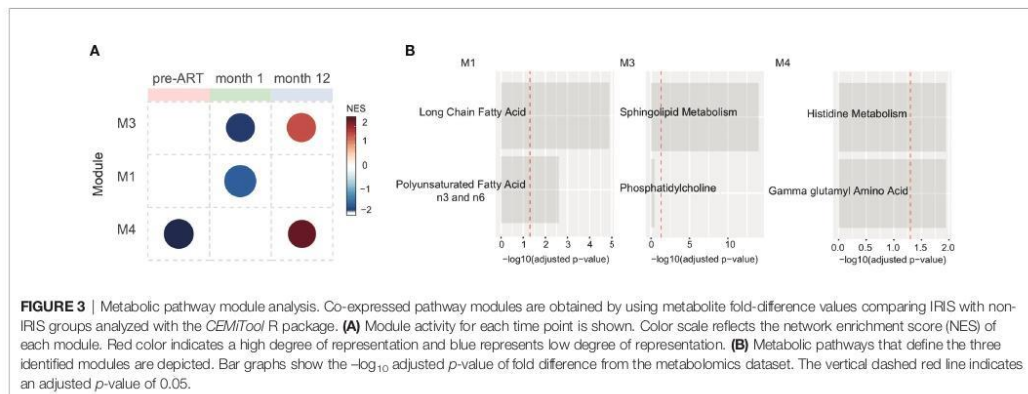 A
pre-ART month 1 month 12
M3
M1
M4
Module
NES
2
1
0
−1
−2
B
M1
Long Chain Fatty Acid
Polyunsaturated Fatty Acid
n3 and n6
0 1 2 3 4 5
−log10(adjusted p−value)
M3
Sphingolipid Metabolism
Phosphatidylcholine
0 5 10
−log10(adjusted p−value)
M4
Histidine Metabolism
Gamma glutamyl Amino Acid
0.0 0.5 1.0 1.5 2.0
−log10(adjusted p−value)
FIGURE 3 | Metabolic pathway module analysis. Co-expressed pathway modules are obtained by using metabolite fold-difference values comparing IRIS with non-
IRIS groups analyzed with the CEMiTool R package. (A) Module activity for each time point is shown. Color scale reflects the network enrichment score (NES) of
each module. Red color indicates a high degree of representation and blue represents low degree of representation. (B) Metabolic pathways that define the three
identified modules are depicted. Bar graphs show the –log10 adjusted p-value of fold difference from the metabolomics dataset. The vertical dashed red line indicates
an adjusted p-value of 0.05.